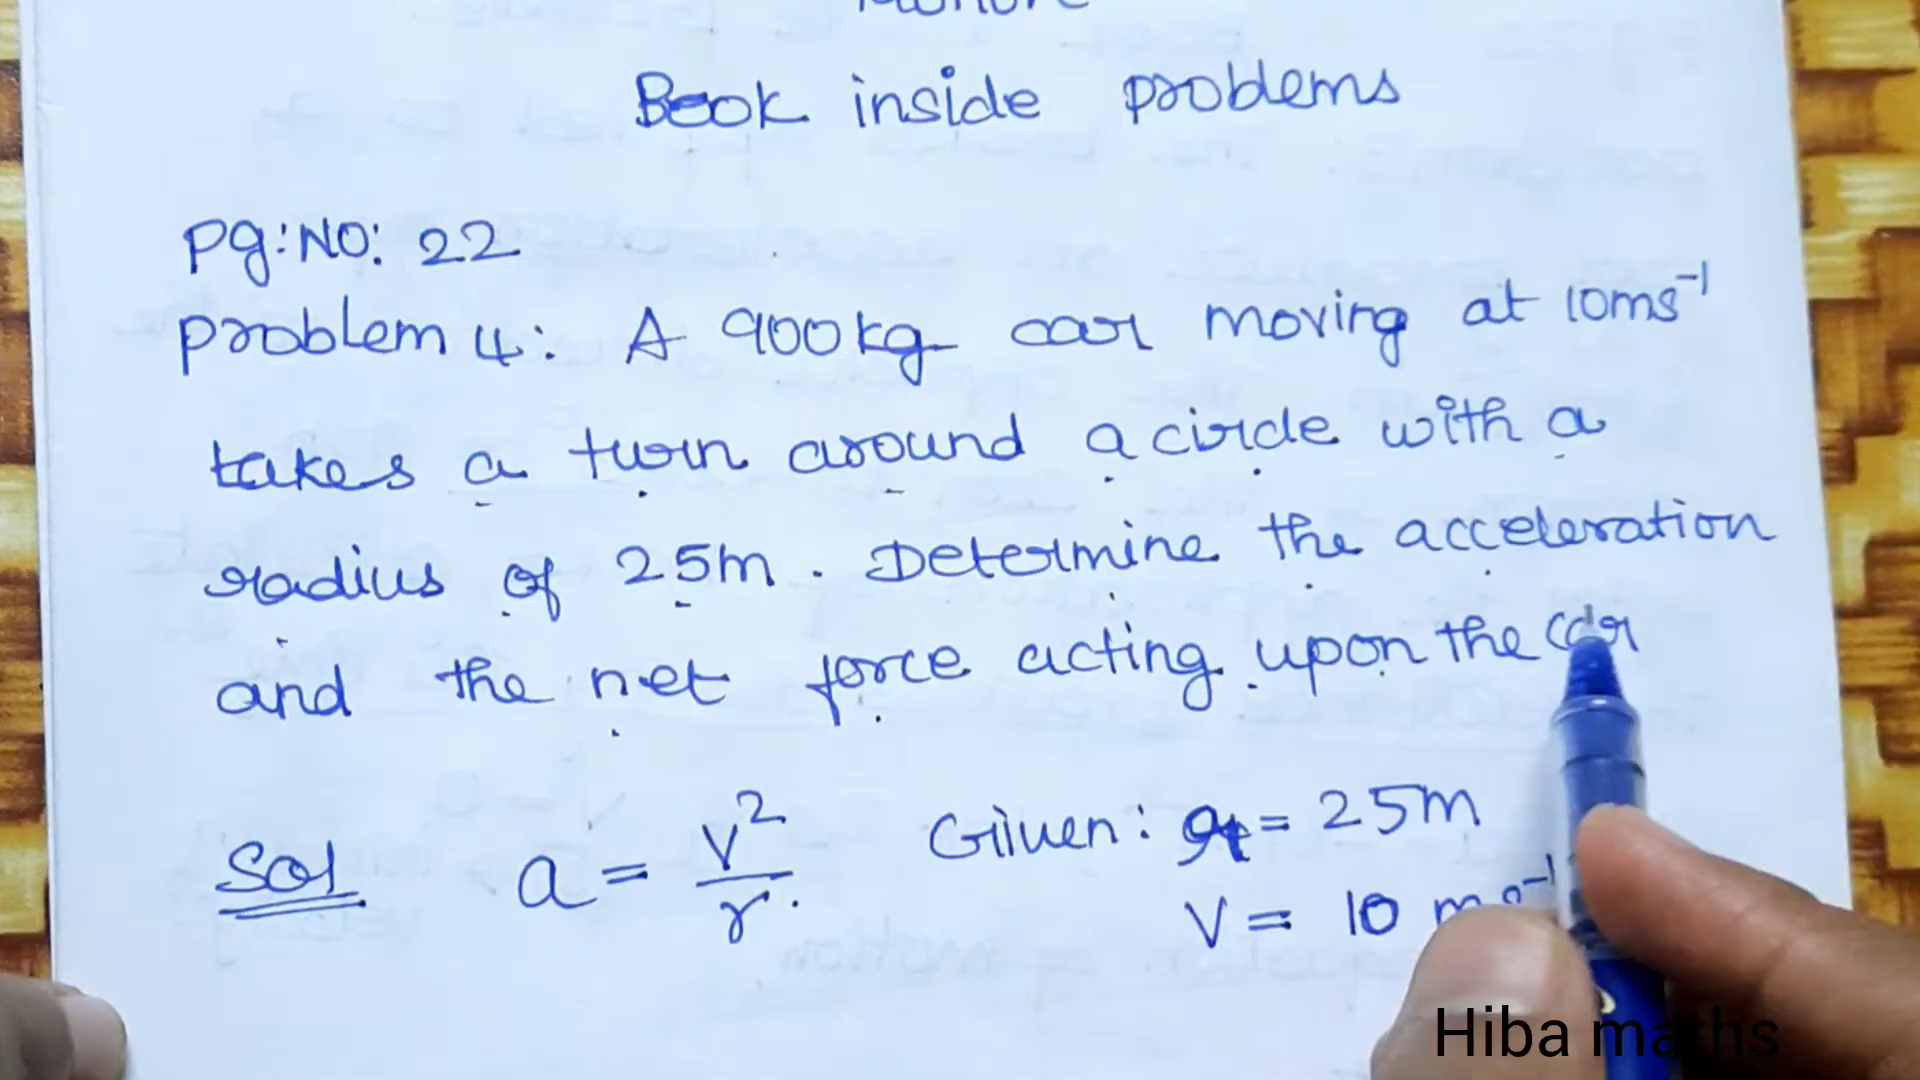 Book inside problems
Pg:No: 22
Problem 4: A 900kg car moving at 10ms⁻¹
takes a turn around a circle with a
radius of 25m. Determine the acceleration
and the net force acting upon the car
Sol a = v²/r. Given: r = 25m
V = 10 ms⁻¹
Hiba maths